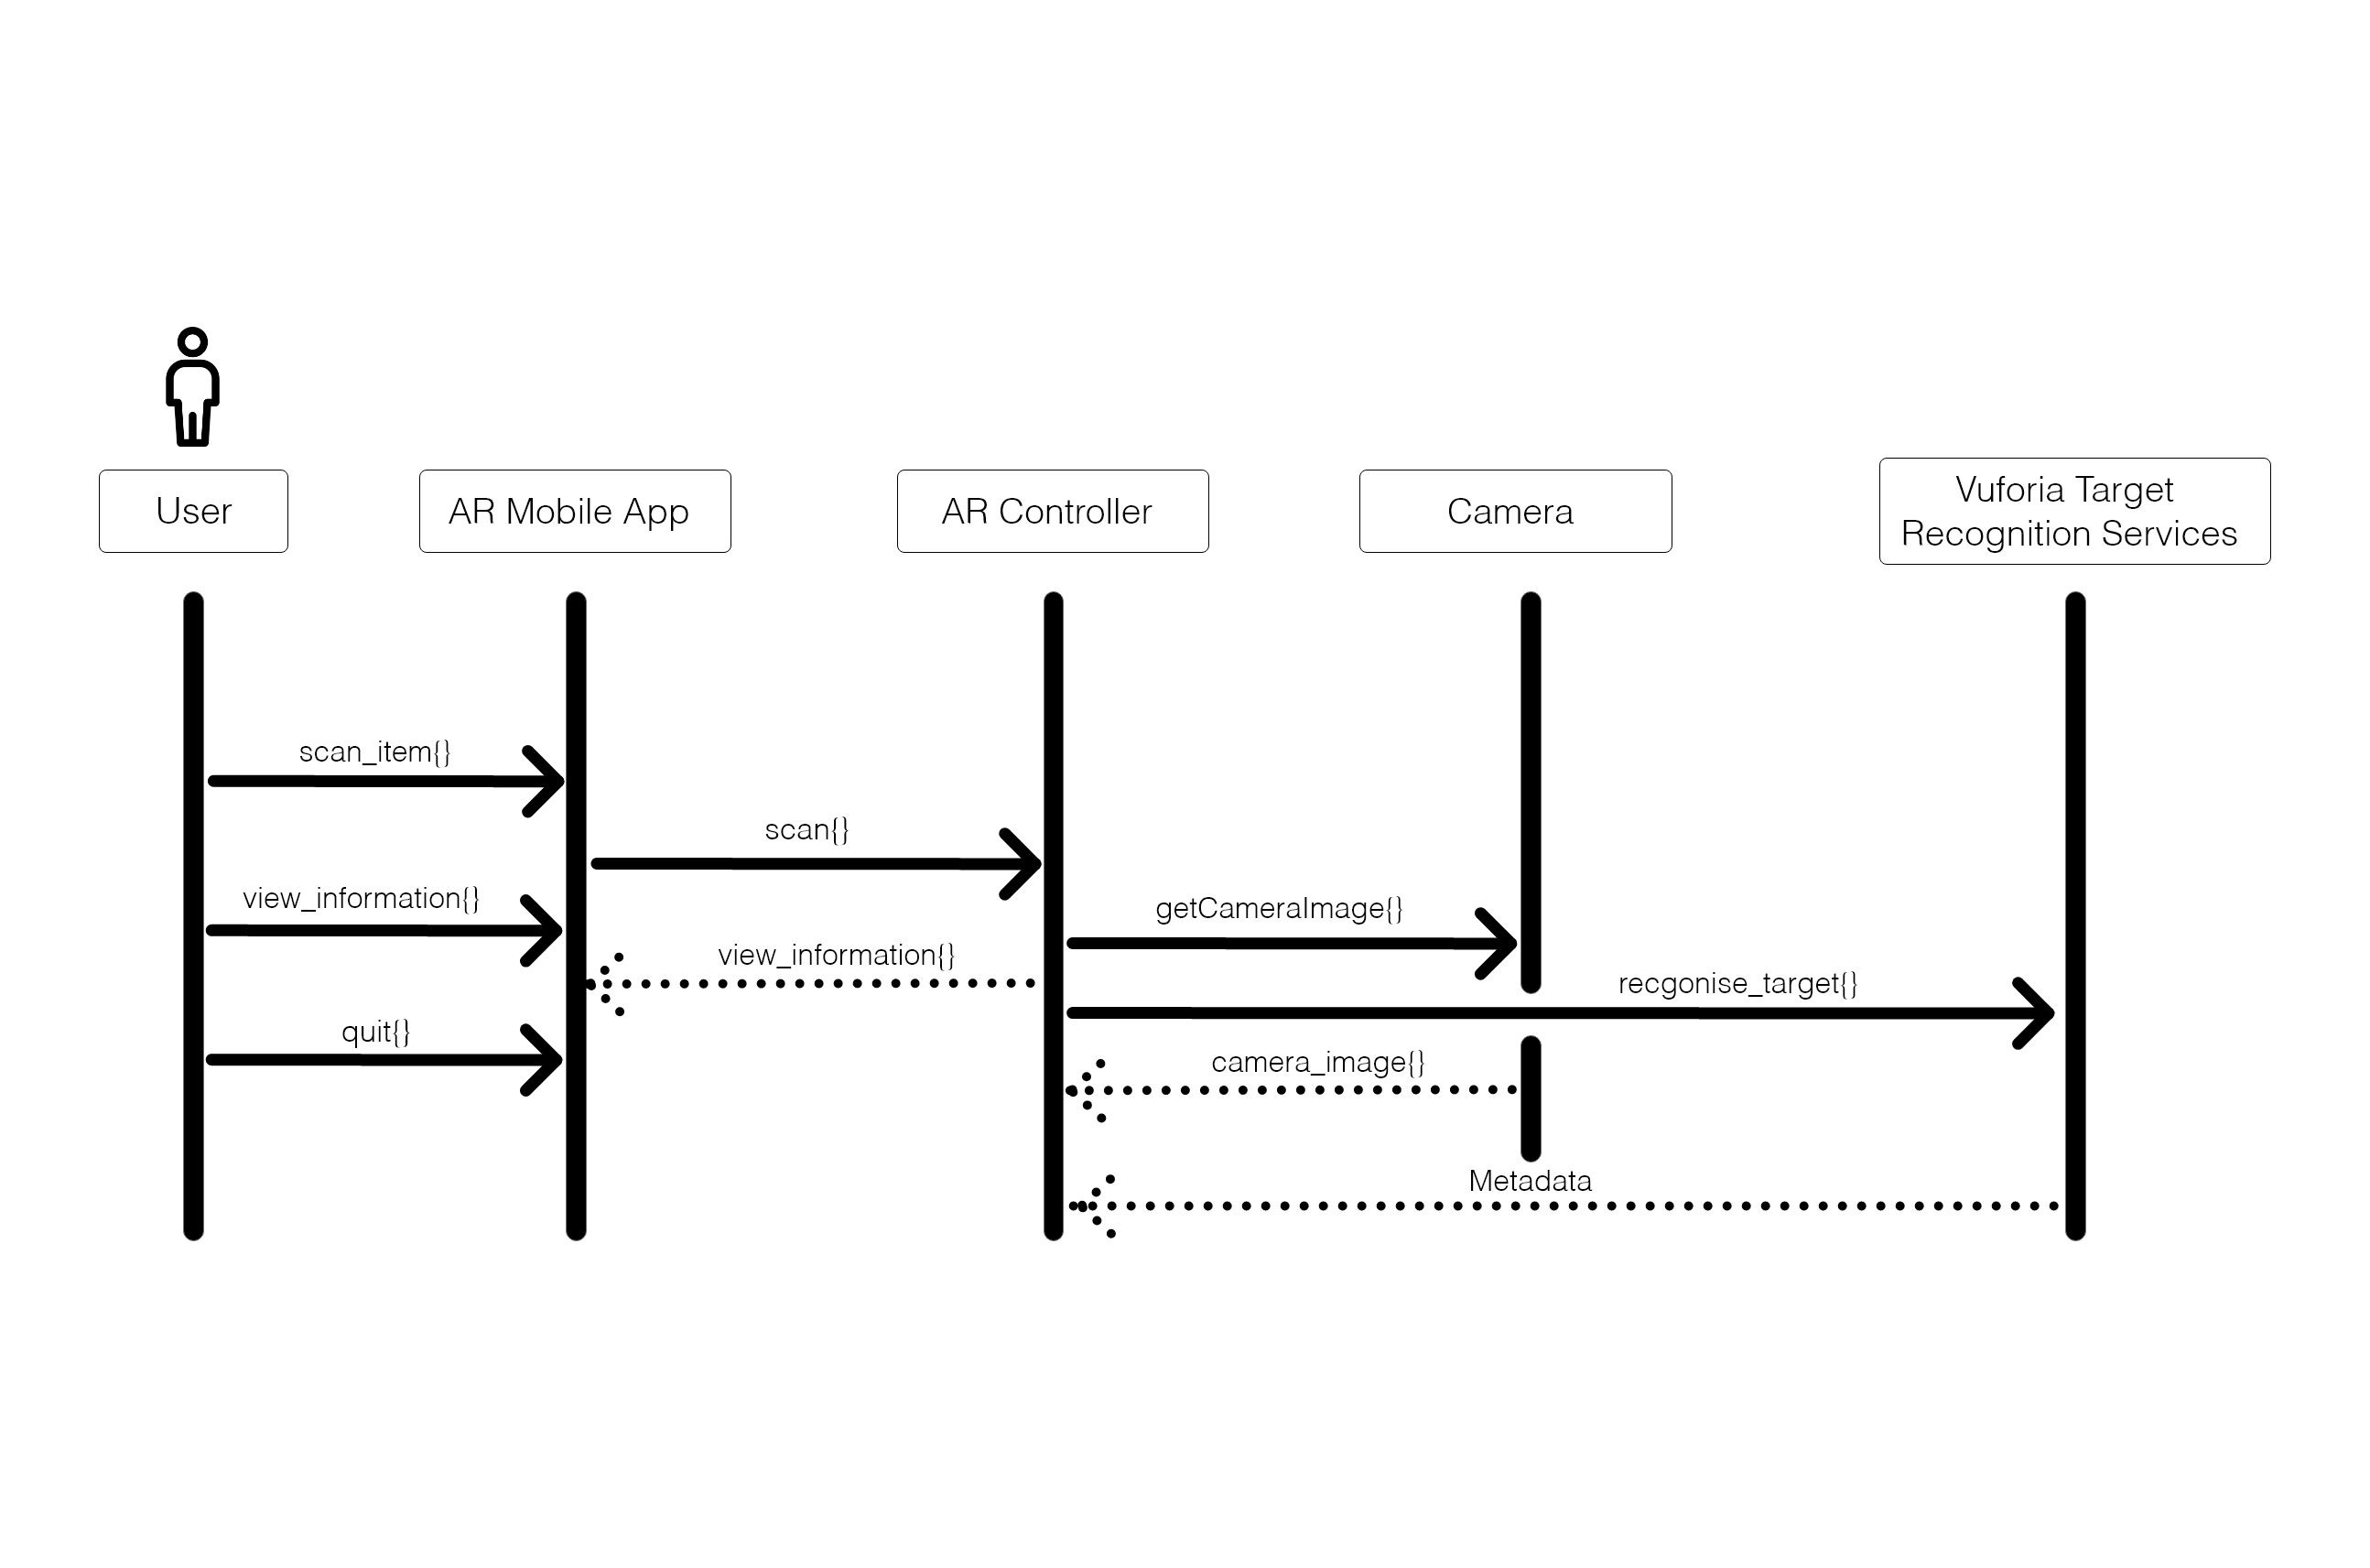 User
AR Mobile App
AR Controller
Camera
Vuforia Target
Recognition Services
scan_item{}
scan{}
view_information{}
getCameraImage{}
view_information{}
recgonise_target{}
quit{}
camera_image{}
Metadata